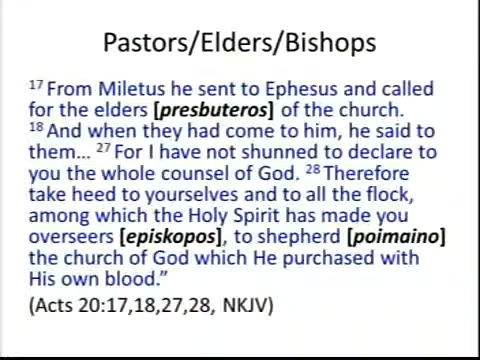 Pastors/Elders/Bishops
17 From Miletus he sent to Ephesus and called
for the elders [presbuteros] of the church.
18 And when they had come to him, he said to
them... 27 For I have not shunned to declare to
you the whole counsel of God. 28 Therefore
take heed to yourselves and to all the flock,
among which the Holy Spirit has made you
overseers [episkopos], to shepherd [poimaino]
the church of God which He purchased with
His own blood.”
(Acts 20:17,18,27,28, NKJV)